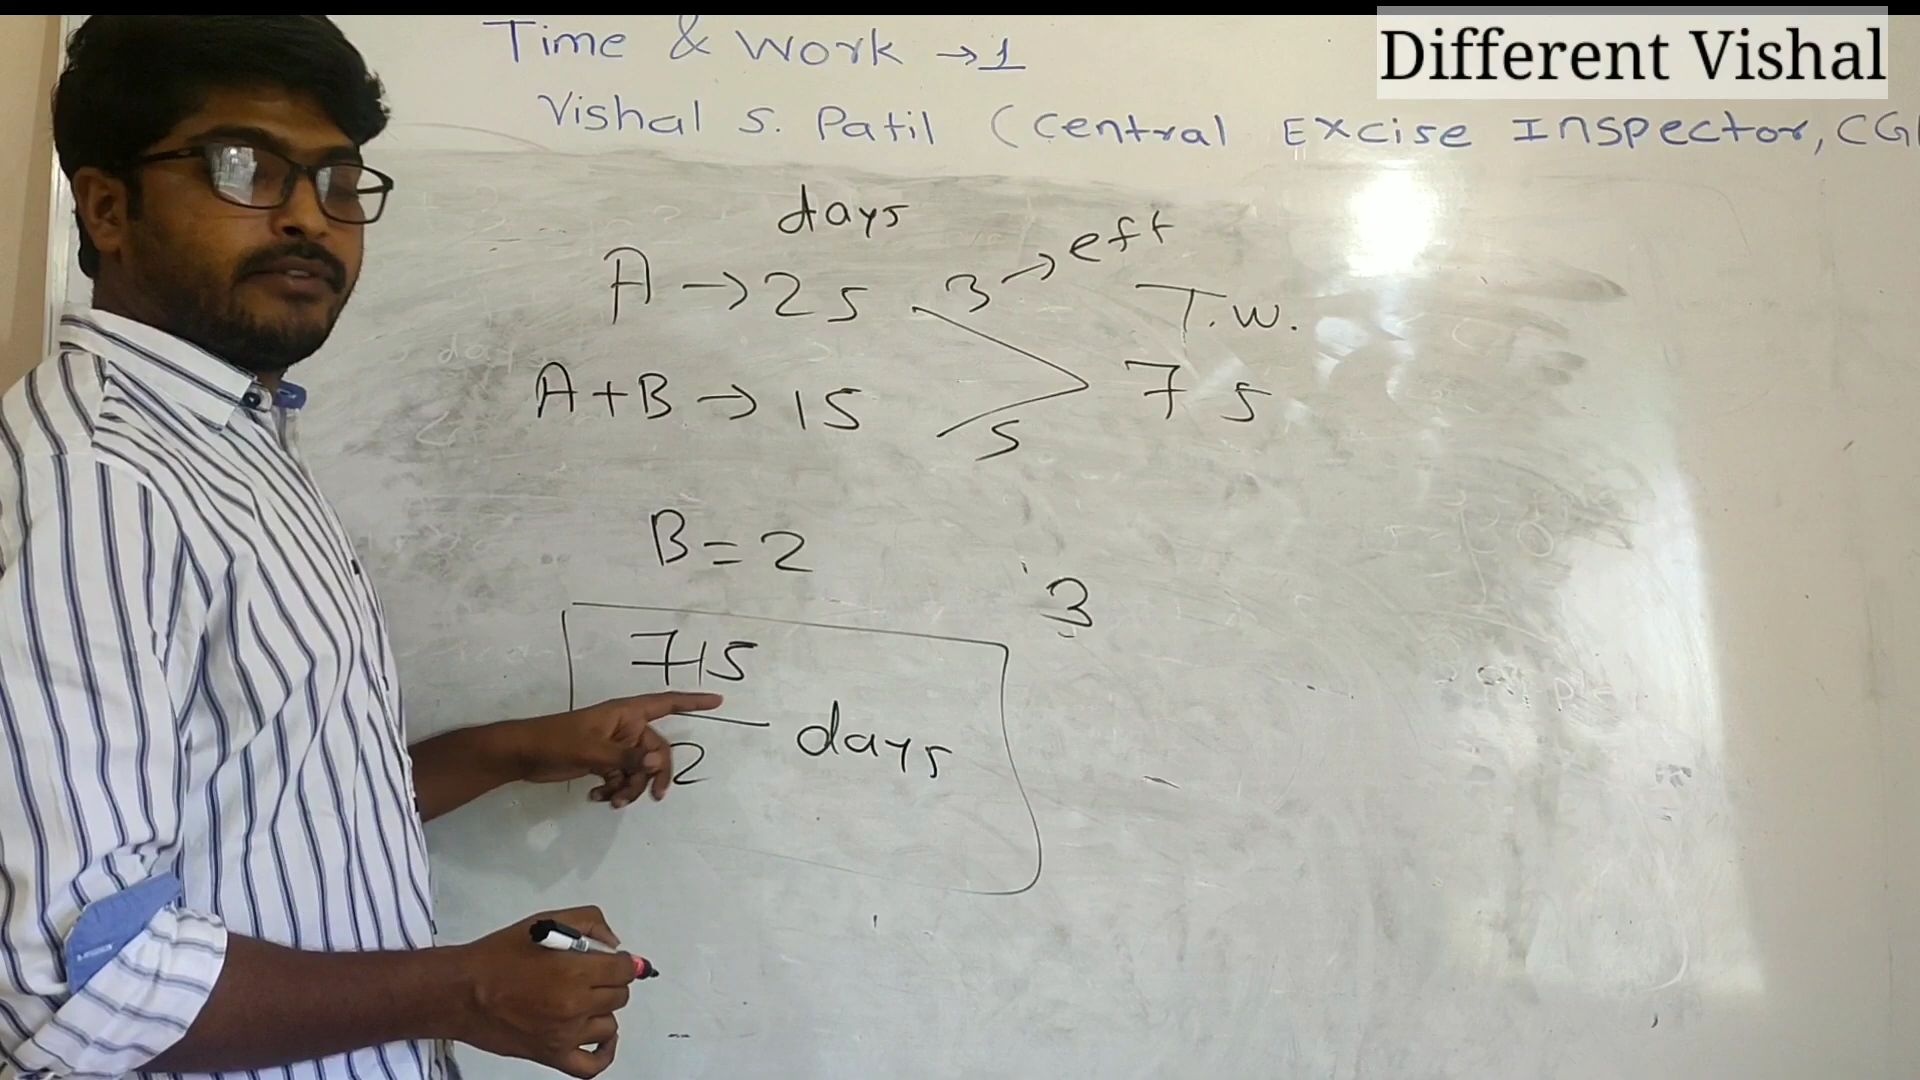 Different Vishal
Time & Work →1
Vishal S. Patil (Central Excise Inspector, CG
days
A → 25 3 → eff
T.W.
A+B → 15 5 75
B = 2
3
715
2 days